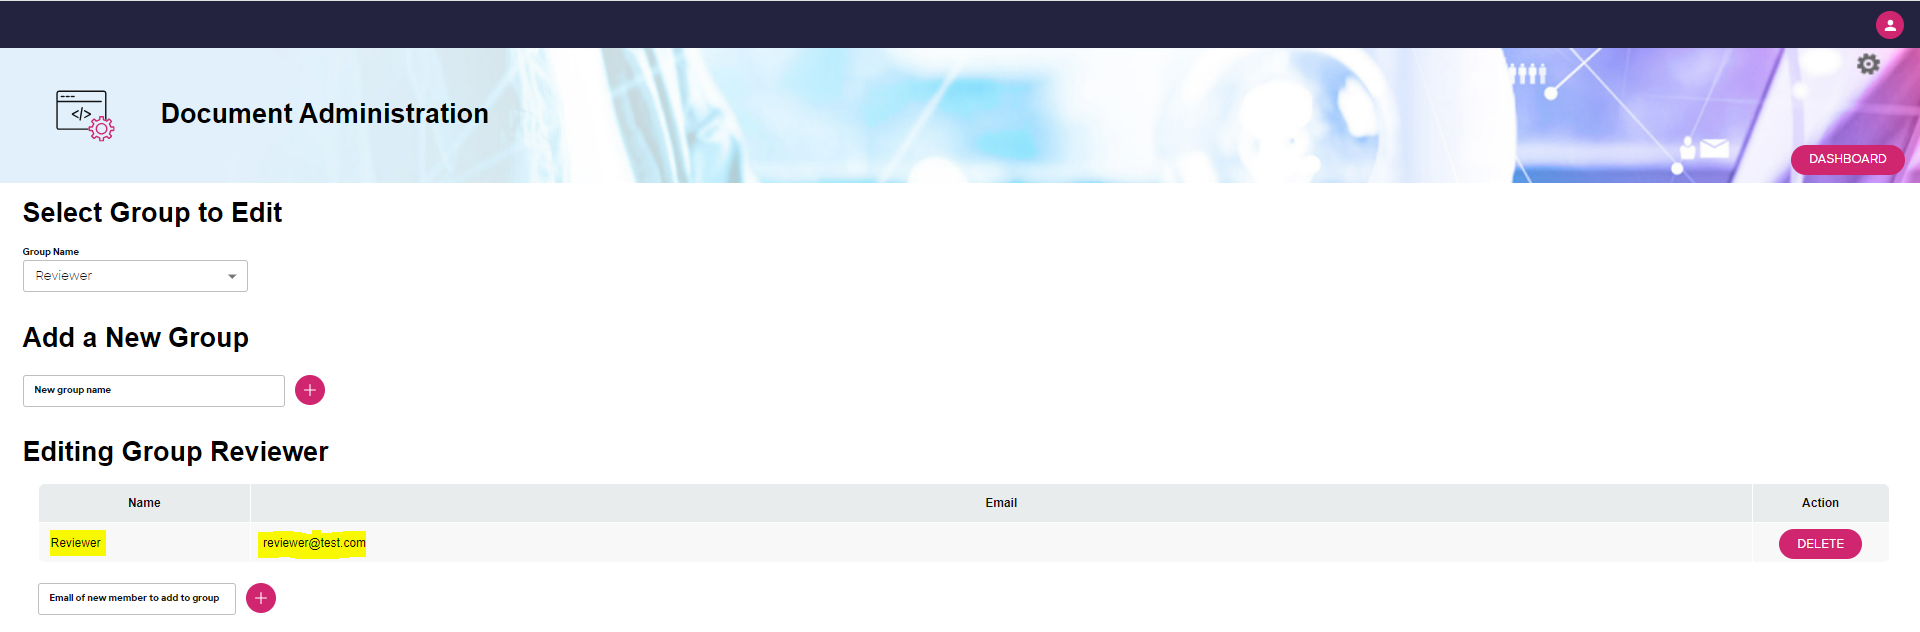 </>
Document Administration
DASHBOARD
Select Group to Edit
Group Name
Reviewer
Add a New Group
New group name
Editing Group Reviewer
Name Email Action
Reviewer reviewer@test.com DELETE
Email of new member to add to group